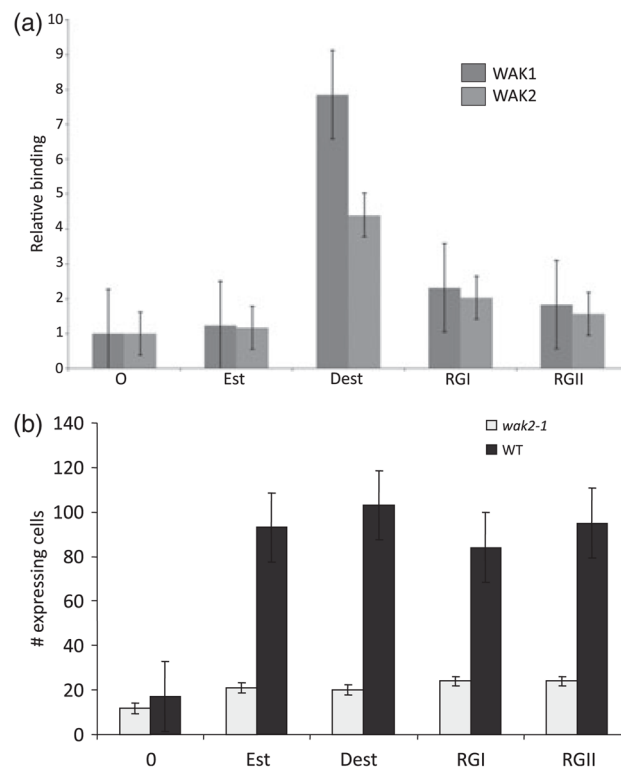 (a)
Relative binding
10
9
8
7
6
5
4
3
2
1
0
WAK1
WAK2
O Est Dest RGI RGII
(b)
# expressing cells
140
120
100
80
60
40
20
0
wak2-1
WT
0 Est Dest RGI RGII